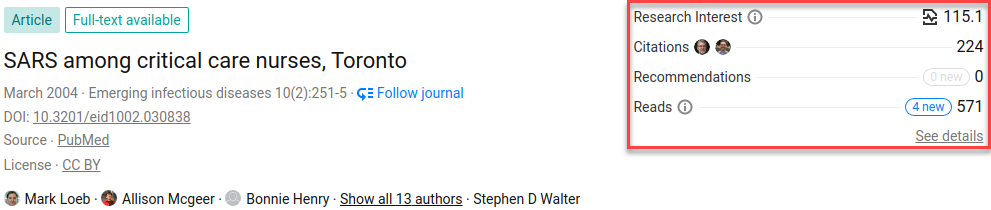 Article Full-text available
SARS among critical care nurses, Toronto
March 2004 · Emerging infectious diseases 10(2):251-5 · Follow journal
DOI: 10.3201/eid1002.030838
Source · PubMed
License · CC BY
Mark Loeb · Allison Mcgeer · Bonnie Henry · Show all 13 authors · Stephen D Walter
Research Interest 115.1
Citations 224
Recommendations 0 new 0
Reads 4 new 571
See details